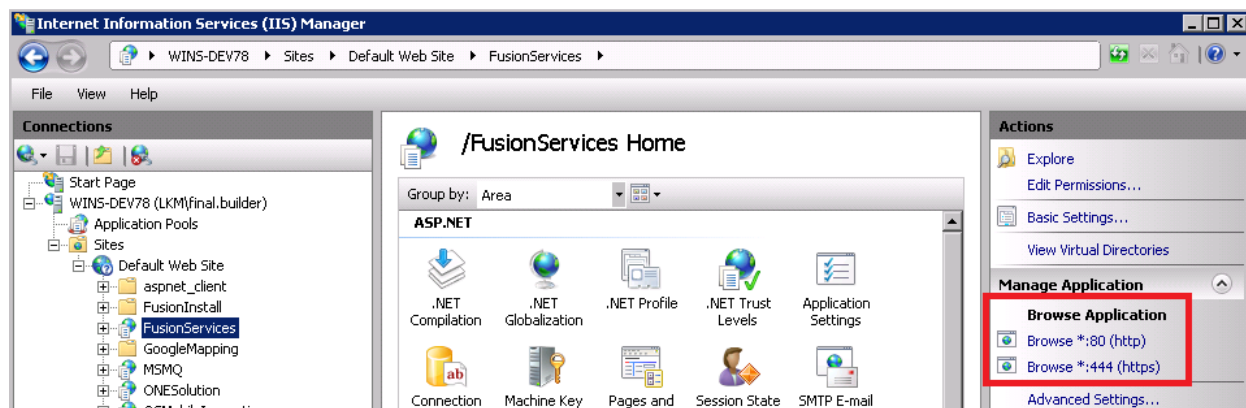 Internet Information Services (IIS) Manager
WINS-DEV78 Sites Default Web Site FusionServices
File View Help
Connections
Start Page
WINS-DEV78 (LKM\final.builder)
Application Pools
Sites
Default Web Site
aspnet_client
FusionInstall
FusionServices
GoogleMapping
MSMQ
ONESolution
/FusionServices Home
Group by: Area
ASP.NET
.NET Compilation
.NET Globalization
.NET Profile
.NET Trust Levels
Application Settings
Connection
Machine Key
Pages and
Session State
SMTP E-mail
Actions
Explore
Edit Permissions...
Basic Settings...
View Virtual Directories
Manage Application
Browse Application
Browse *:80 (http)
Browse *:444 (https)
Advanced Settings...